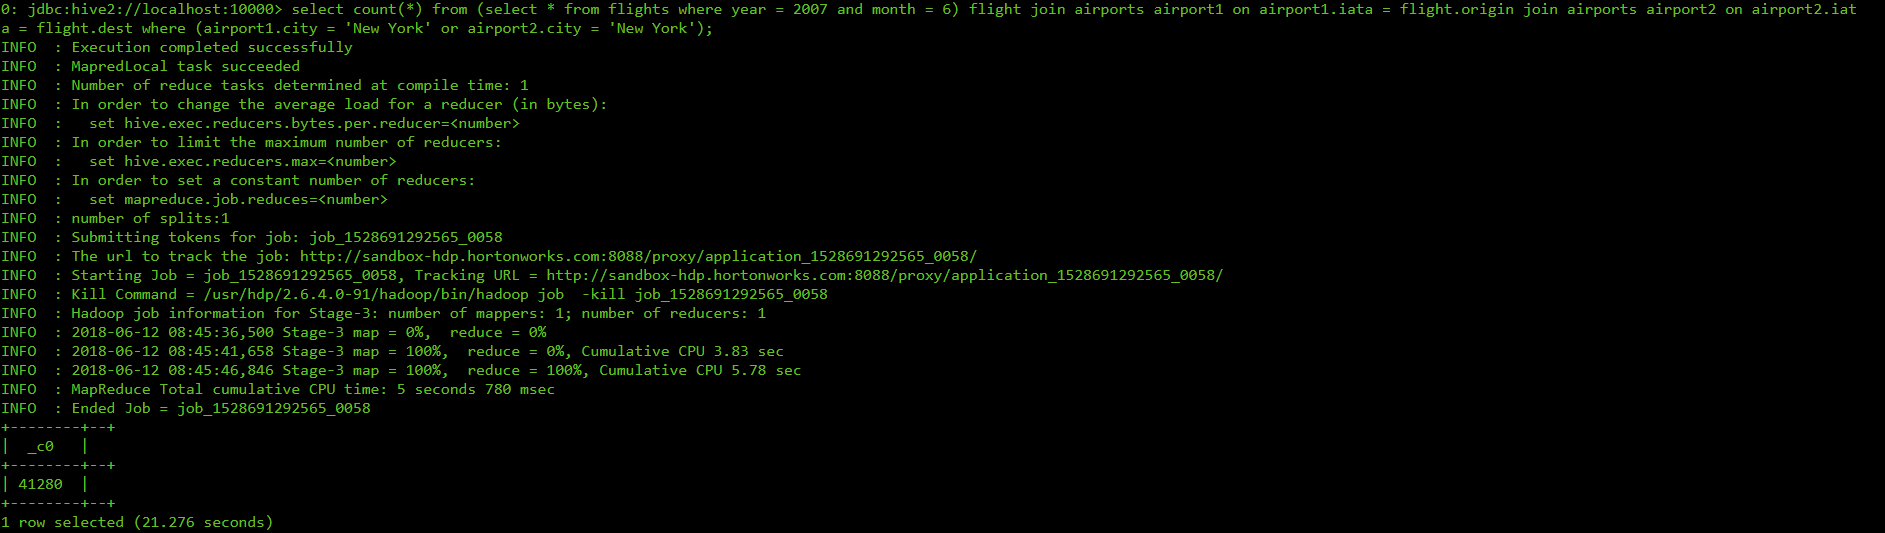 0: jdbc:hive2://localhost:10000> select count(*) from (select * from flights where year = 2007 and month = 6) flight join airports airport1 on airport1.iata = flight.origin join airports airport2 on airport2.iat
a = flight.dest where (airport1.city = 'New York' or airport2.city = 'New York');
INFO  : Execution completed successfully
INFO  : MapredLocal task succeeded
INFO  : Number of reduce tasks determined at compile time: 1
INFO  : In order to change the average load for a reducer (in bytes):
INFO  :   set hive.exec.reducers.bytes.per.reducer=<number>
INFO  : In order to limit the maximum number of reducers:
INFO  :   set hive.exec.reducers.max=<number>
INFO  : In order to set a constant number of reducers:
INFO  :   set mapreduce.job.reduces=<number>
INFO  : number of splits:1
INFO  : Submitting tokens for job: job_1528691292565_0058
INFO  : The url to track the job: http://sandbox-hdp.hortonworks.com:8088/proxy/application_1528691292565_0058/
INFO  : Starting Job = job_1528691292565_0058, Tracking URL = http://sandbox-hdp.hortonworks.com:8088/proxy/application_1528691292565_0058/
INFO  : Kill Command = /usr/hdp/2.6.4.0-91/hadoop/bin/hadoop job  -kill job_1528691292565_0058
INFO  : Hadoop job information for Stage-3: number of mappers: 1; number of reducers: 1
INFO  : 2018-06-12 08:45:36,500 Stage-3 map = 0%,  reduce = 0%
INFO  : 2018-06-12 08:45:41,658 Stage-3 map = 100%,  reduce = 0%, Cumulative CPU 3.83 sec
INFO  : 2018-06-12 08:45:46,846 Stage-3 map = 100%,  reduce = 100%, Cumulative CPU 5.78 sec
INFO  : MapReduce Total cumulative CPU time: 5 seconds 780 msec
INFO  : Ended Job = job_1528691292565_0058
+--------+--+
|  _c0   |
+--------+--+
| 41280  |
+--------+--+
1 row selected (21.276 seconds)